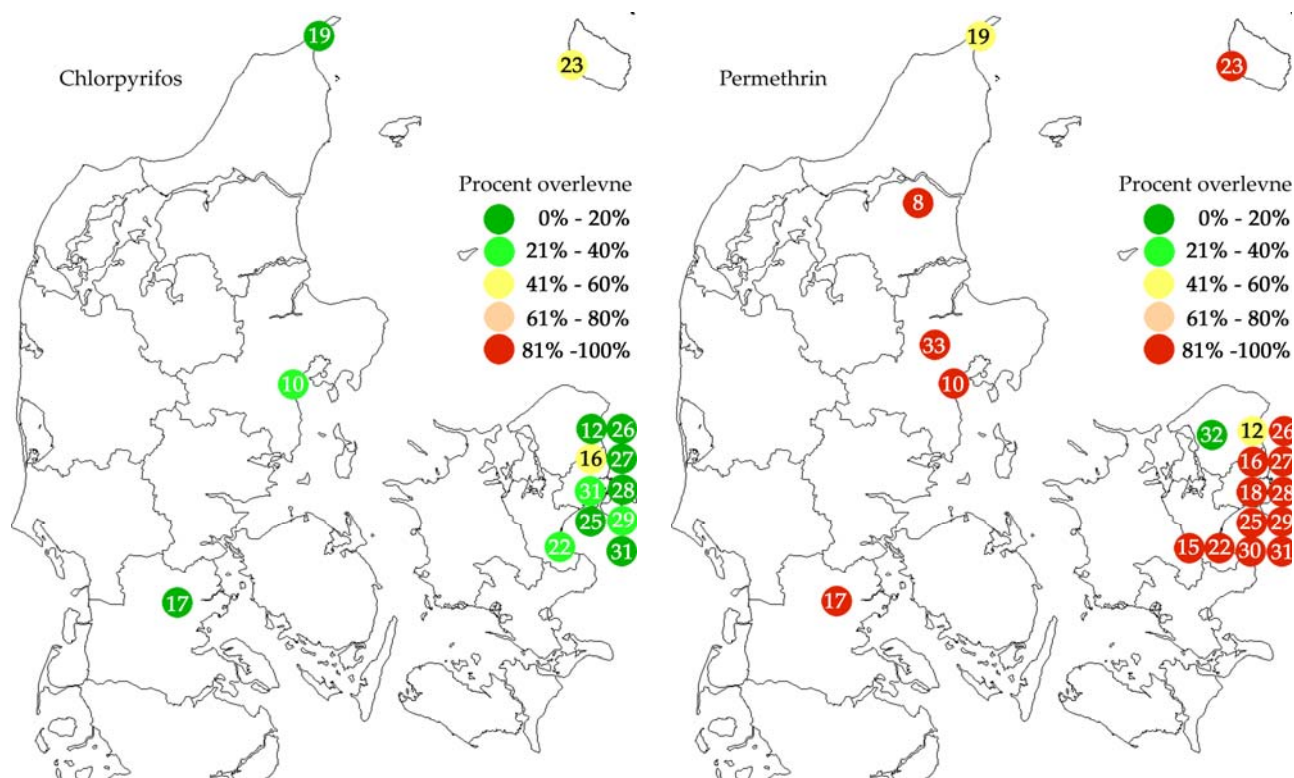 19
23
Chlorpyrifos
Procent overlevne
0% - 20%
21% - 40%
41% - 60%
61% - 80%
81% -100%
10
12 26
16 27
31 28
25 29
22 31
17
19
23
Permethrin
8
Procent overlevne
0% - 20%
21% - 40%
41% - 60%
61% - 80%
81% -100%
33
10
32 12 26
16 27
18 28
25 29
15 22 30 31
17